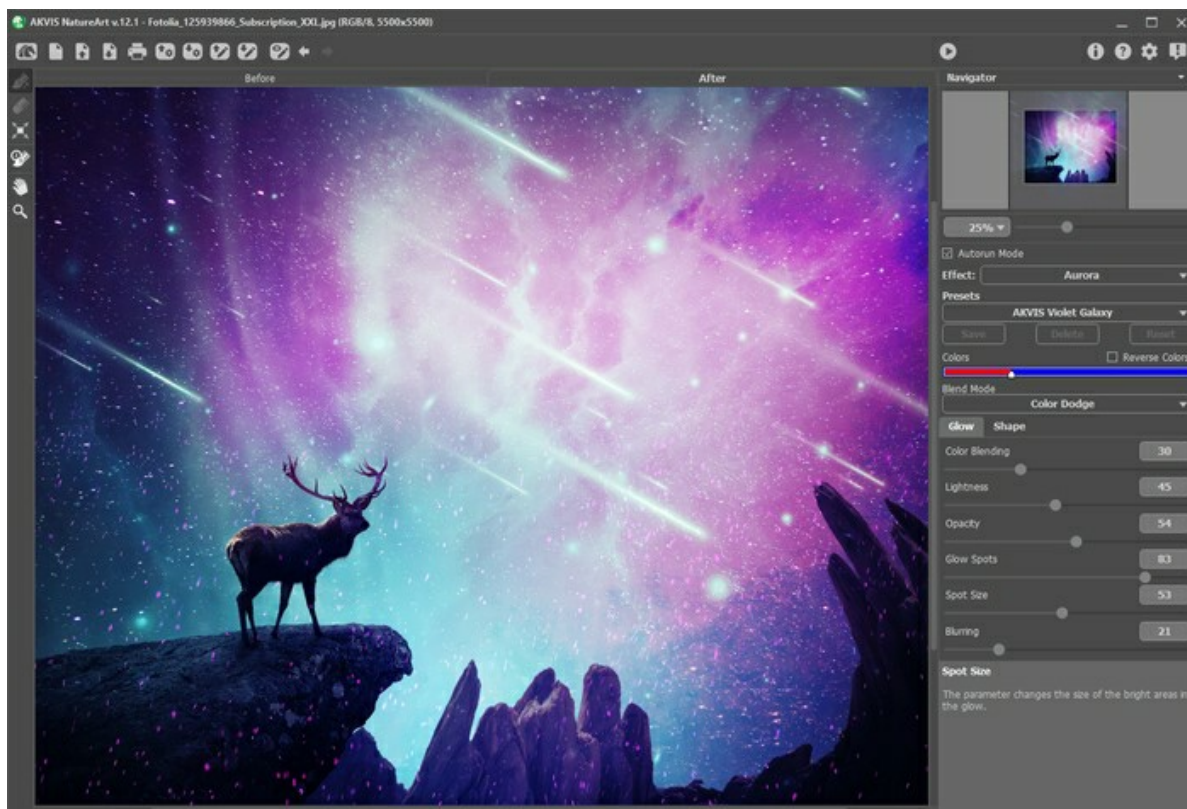 AKVIS NatureArt v.12.1 - Fotolia_125939866_Subscription_XXL.jpg (RGB/8, 5500x5500)
Before
After
Navigator
25%
Autorun Mode
Effect: Aurora
Presets
AKVIS Violet Galaxy
Save Delete Reset
Colors Reverse Colors
Blend Mode
Color Dodge
Glow Shape
Color Blending 30
Lightness 45
Opacity 54
Glow Spots 83
Spot Size 53
Blurring 21
Spot Size
The parameter changes the size of the bright areas in
the glow.